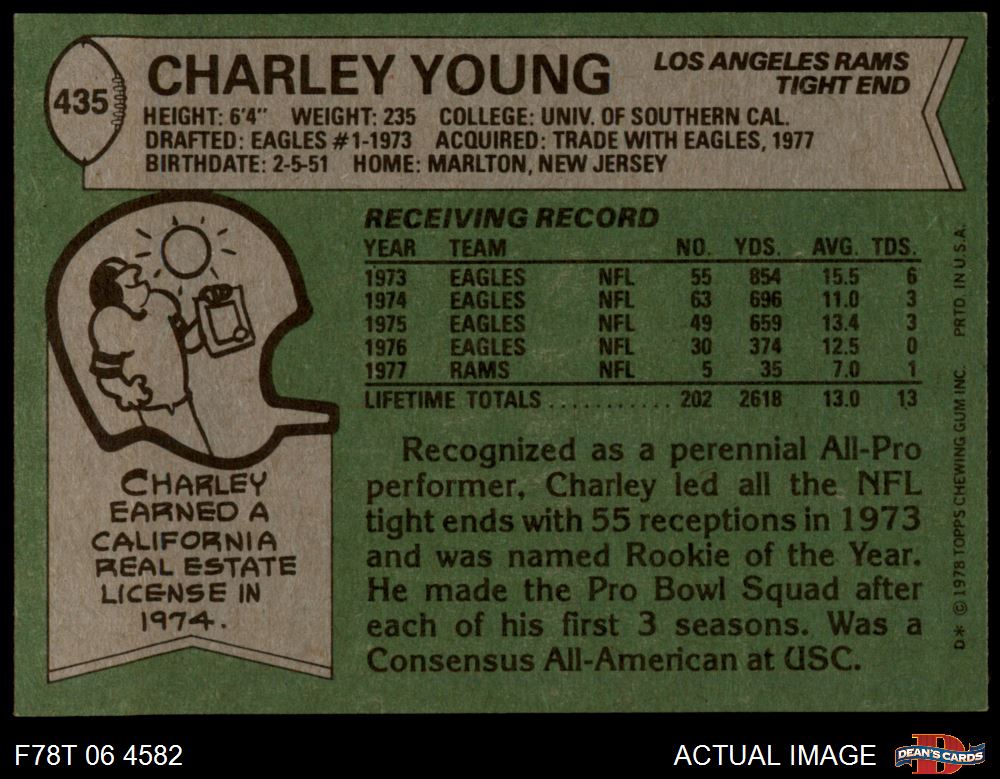 435
CHARLEY YOUNG
LOS ANGELES RAMS
TIGHT END
HEIGHT: 6'4" WEIGHT: 235 COLLEGE: UNIV. OF SOUTHERN CAL.
DRAFTED: EAGLES #1-1973 ACQUIRED: TRADE WITH EAGLES, 1977
BIRTHDATE: 2-5-51 HOME: MARLTON, NEW JERSEY
RECEIVING RECORD
YEAR TEAM NO. YDS. AVG. TDS.
1973 EAGLES NFL 55 854 15.5 6
1974 EAGLES NFL 63 696 11.0 3
1975 EAGLES NFL 49 659 13.4 3
1976 EAGLES NFL 30 374 12.5 0
1977 RAMS NFL 5 35 7.0 1
LIFETIME TOTALS ........... 202 2618 13.0 13
CHARLEY
EARNED A
CALIFORNIA
REAL ESTATE
LICENSE IN
1974.
Recognized as a perennial All-Pro
performer, Charley led all the NFL
tight ends with 55 receptions in 1973
and was named Rookie of the Year.
He made the Pro Bowl Squad after
each of his first 3 seasons. Was a
Consensus All-American at USC.
D* © 1978 TOPPS CHEWING GUM INC. PRTD. IN U.S.A.
F78T 06 4582
ACTUAL IMAGE
DEAN'S CARDS